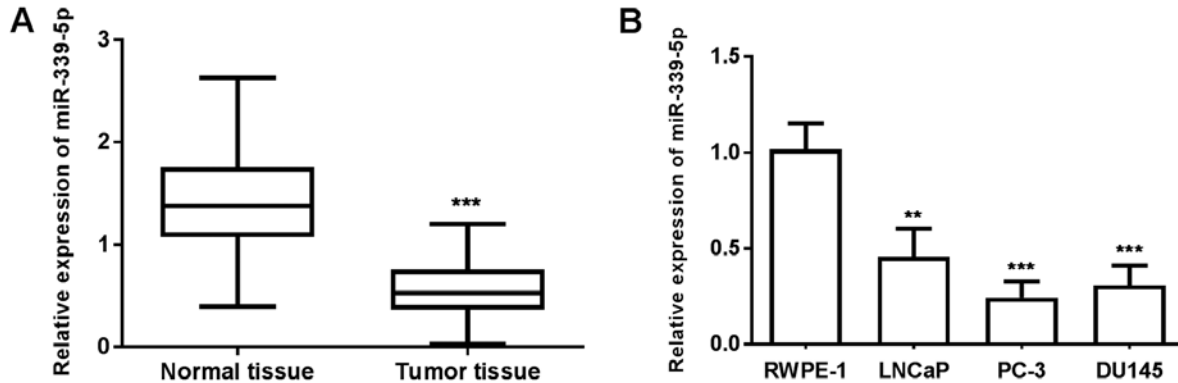 A
Relative expression of miR-339-5p
3
2
1
0
***
Normal tissue
Tumor tissue
B
Relative expression of miR-339-5p
1.5
1.0
0.5
0.0
**
***
***
RWPE-1
LNCaP
PC-3
DU145